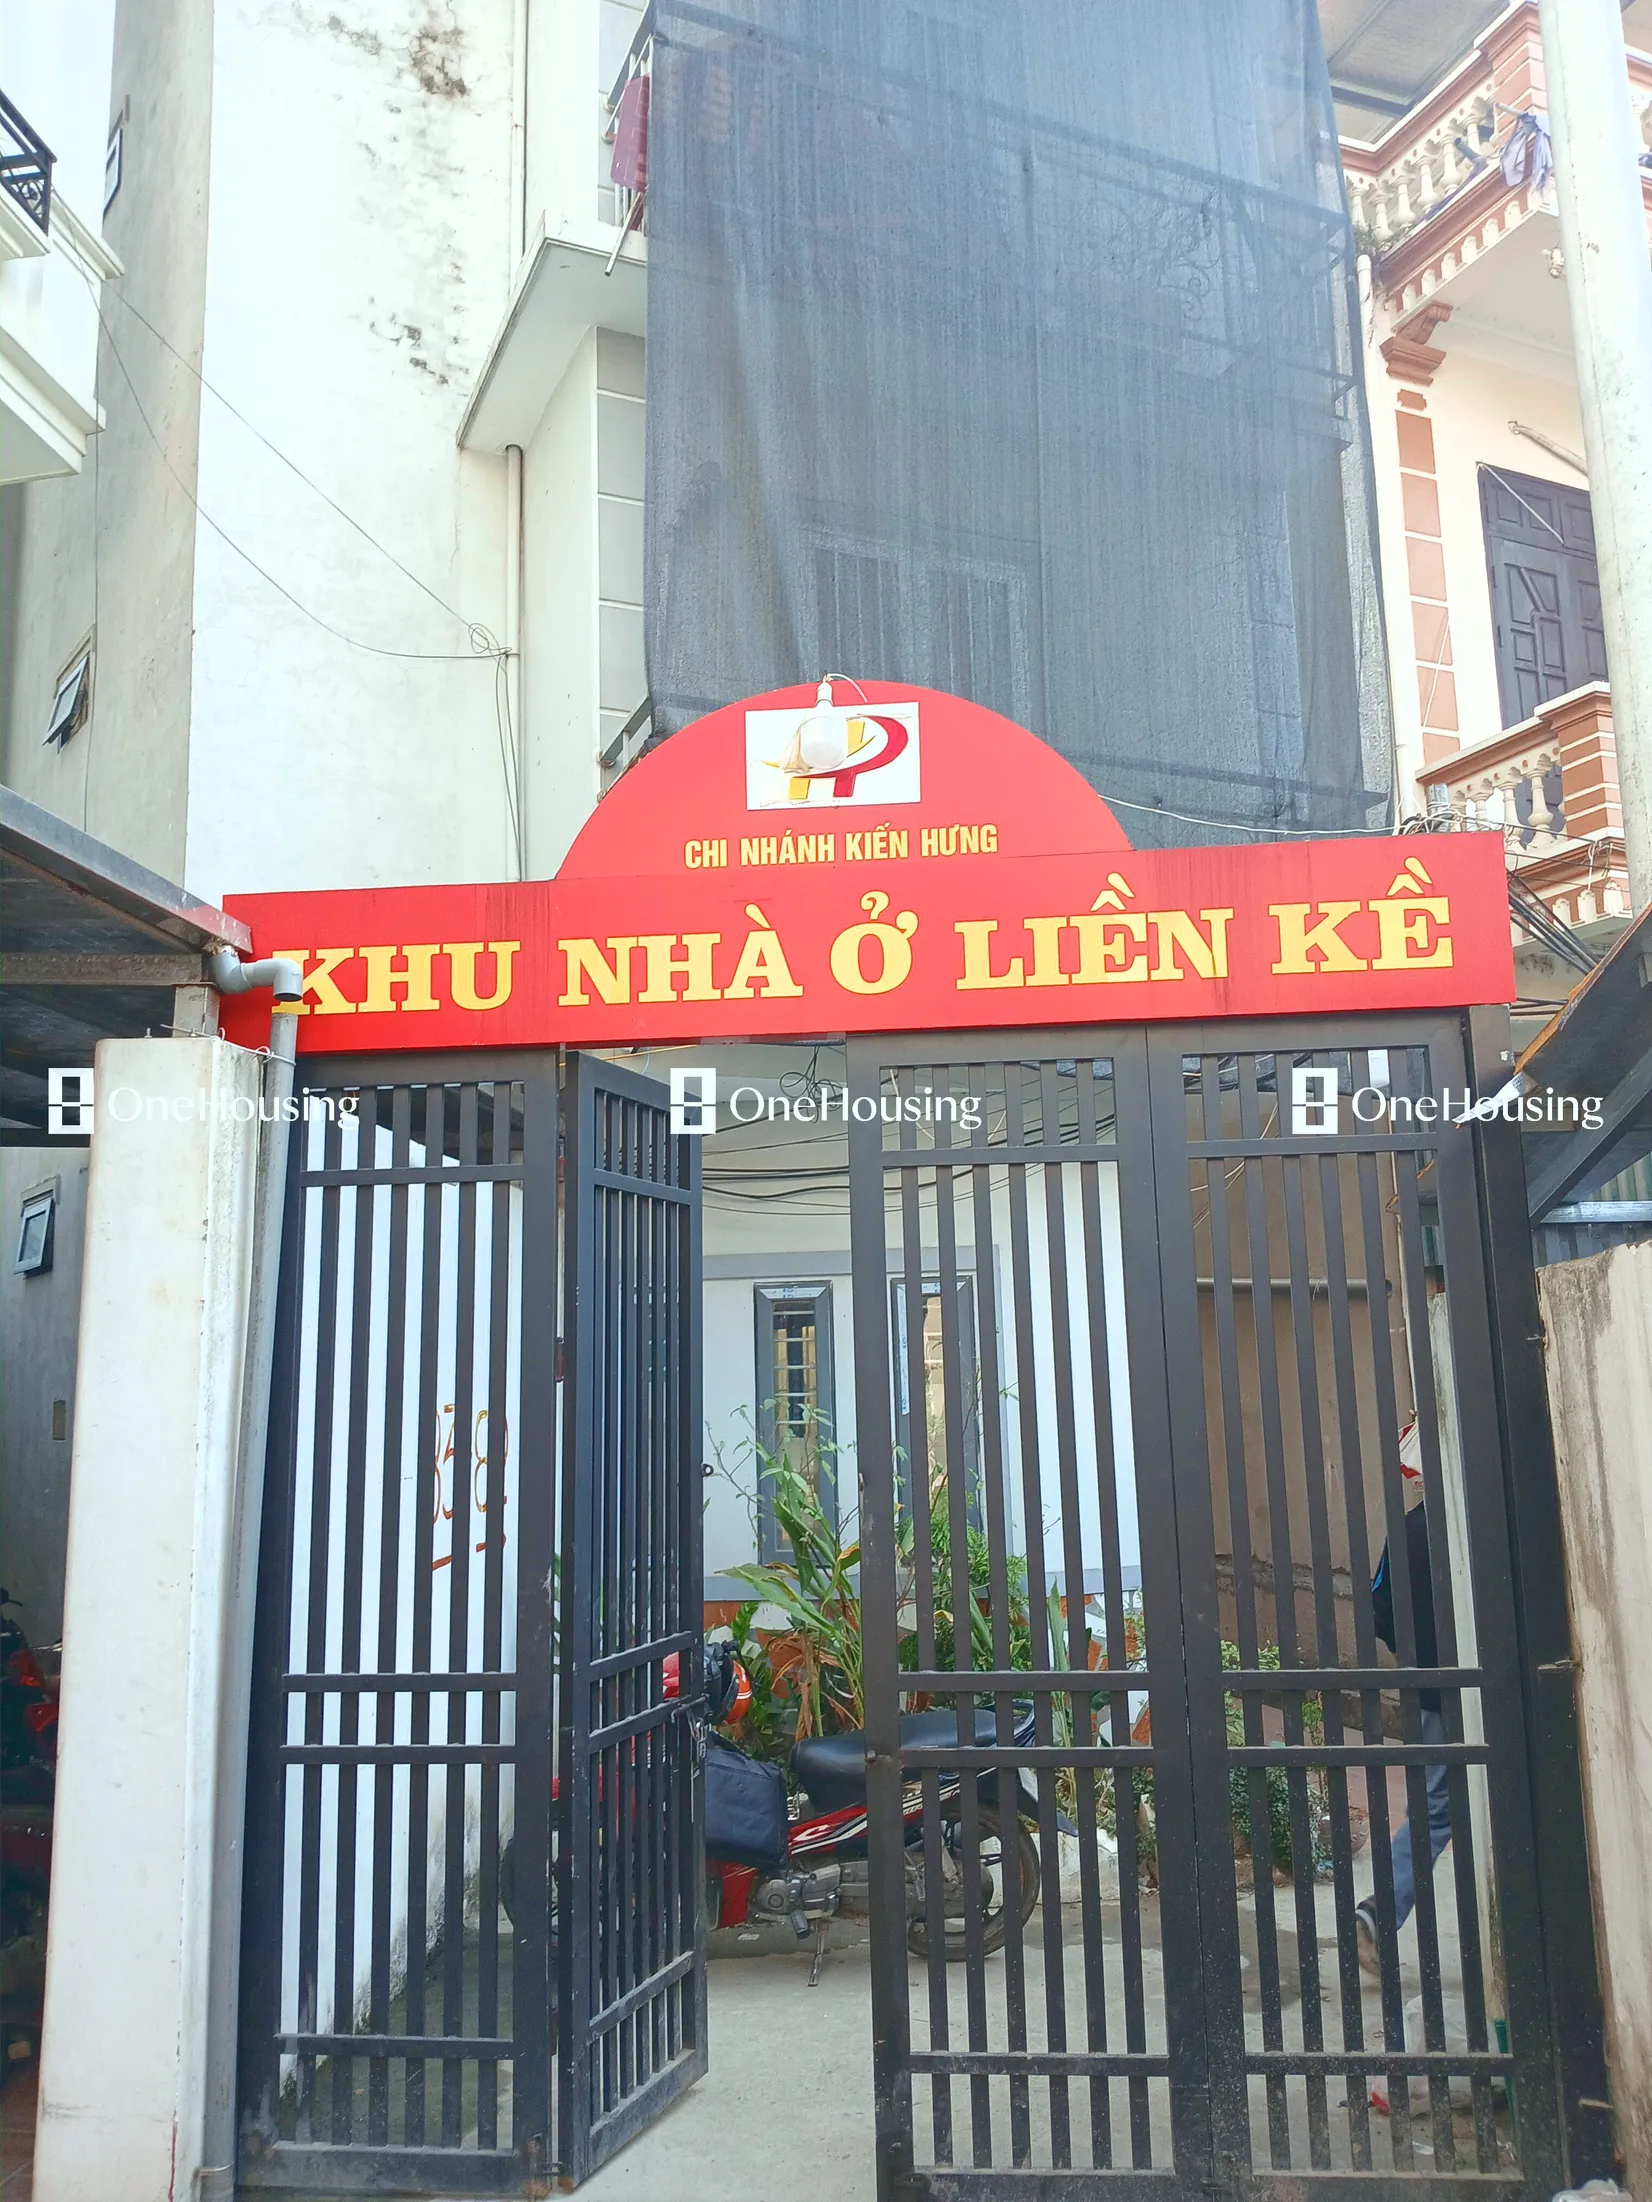 CHI NHÁNH KIẾN HƯNG
KHU NHÀ Ở LIỀN KỀ
OneHousing OneHousing OneHousing